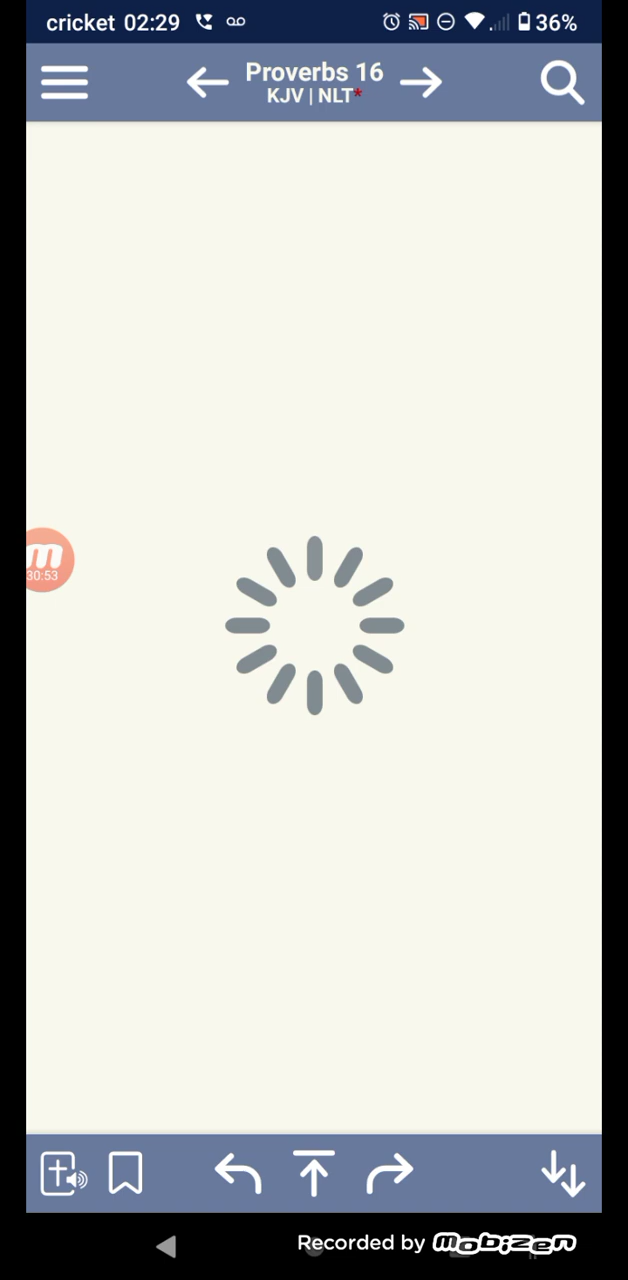 cricket 02:29 36%
Proverbs 16
KJV | NLT*
m
30:53
Recorded by Mobizen